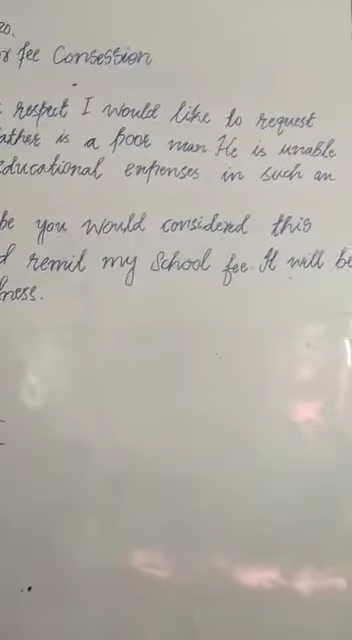 20.
fee Consession
respect I would like to request
ather is a poor man. He is unable
educational expenses in such an
be you would considered this
d remit my School fee. It will be
ness.